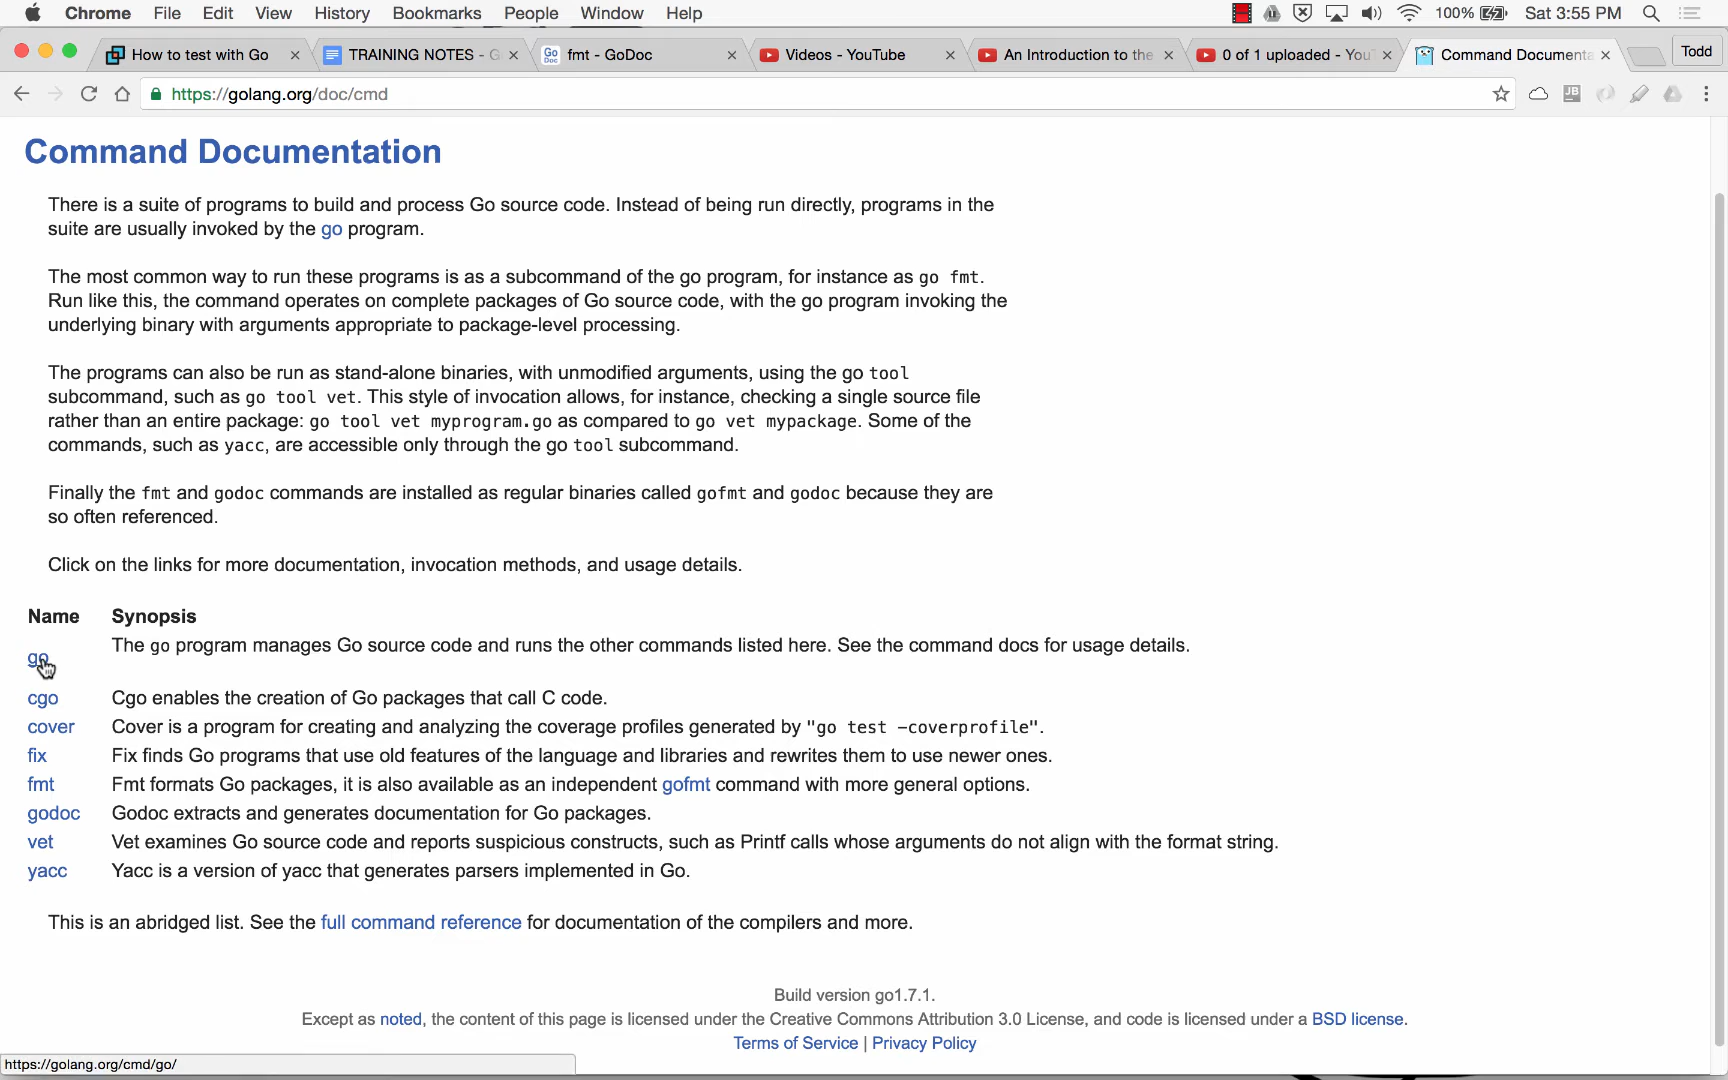 Chrome File Edit View History Bookmarks People Window Help 100% Sat 3:55 PM
How to test with Go TRAINING NOTES - G Go Doc fmt - GoDoc Videos - YouTube An Introduction to the 0 of 1 uploaded - You Command Documenta Todd
https://golang.org/doc/cmd JB
Command Documentation
There is a suite of programs to build and process Go source code. Instead of being run directly, programs in the
suite are usually invoked by the go program.
The most common way to run these programs is as a subcommand of the go program, for instance as go fmt.
Run like this, the command operates on complete packages of Go source code, with the go program invoking the
underlying binary with arguments appropriate to package-level processing.
The programs can also be run as stand-alone binaries, with unmodified arguments, using the go tool
subcommand, such as go tool vet. This style of invocation allows, for instance, checking a single source file
rather than an entire package: go tool vet myprogram.go as compared to go vet mypackage. Some of the
commands, such as yacc, are accessible only through the go tool subcommand.
Finally the fmt and godoc commands are installed as regular binaries called gofmt and godoc because they are
so often referenced.
Click on the links for more documentation, invocation methods, and usage details.
Name Synopsis
go The go program manages Go source code and runs the other commands listed here. See the command docs for usage details.
cgo Cgo enables the creation of Go packages that call C code.
cover Cover is a program for creating and analyzing the coverage profiles generated by "go test -coverprofile".
fix Fix finds Go programs that use old features of the language and libraries and rewrites them to use newer ones.
fmt Fmt formats Go packages, it is also available as an independent gofmt command with more general options.
godoc Godoc extracts and generates documentation for Go packages.
vet Vet examines Go source code and reports suspicious constructs, such as Printf calls whose arguments do not align with the format string.
yacc Yacc is a version of yacc that generates parsers implemented in Go.
This is an abridged list. See the full command reference for documentation of the compilers and more.
Build version go1.7.1.
Except as noted, the content of this page is licensed under the Creative Commons Attribution 3.0 License, and code is licensed under a BSD license.
Terms of Service | Privacy Policy
https://golang.org/cmd/go/